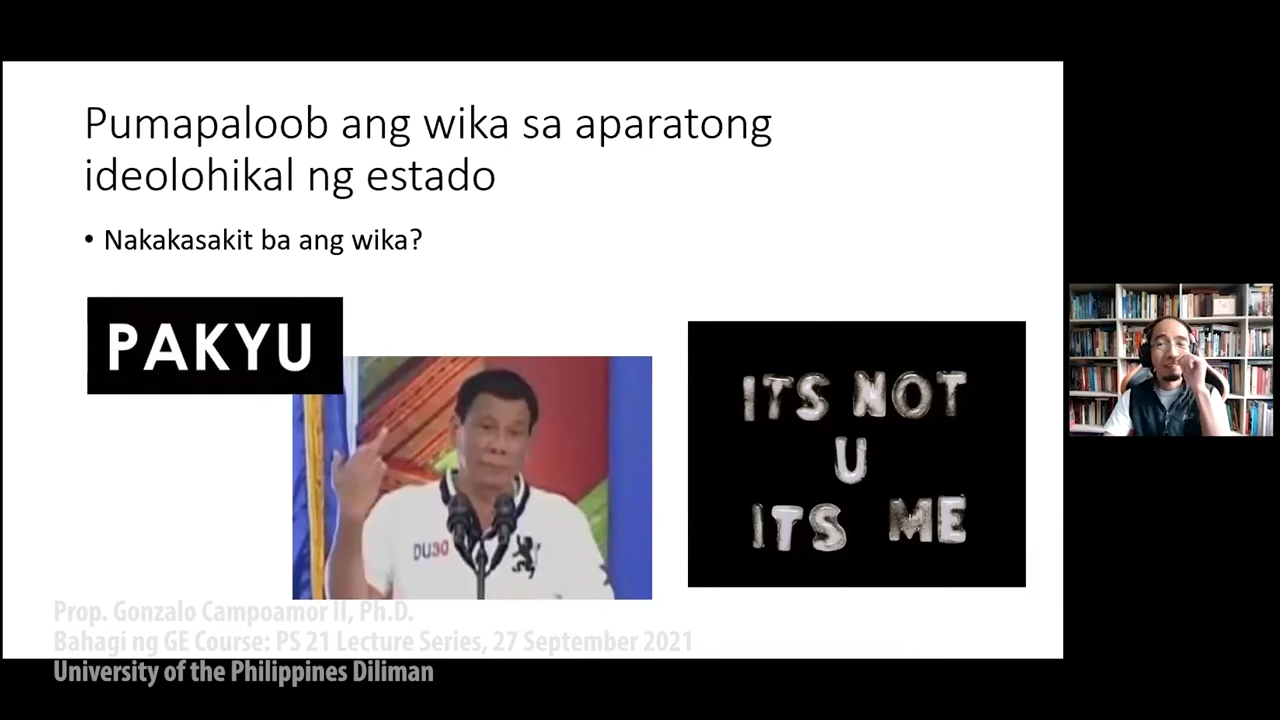 Pumapaloob ang wika sa aparatong
ideolohikal ng estado
• Nakakasakit ba ang wika?
PAKYU
DU30
ITS NOT
U
ITS ME
Prop. Gonzalo Campoamor II, Ph.D.
Bahagi ng GE Course: PS 21 Lecture Series, 27 September 2021
University of the Philippines Diliman